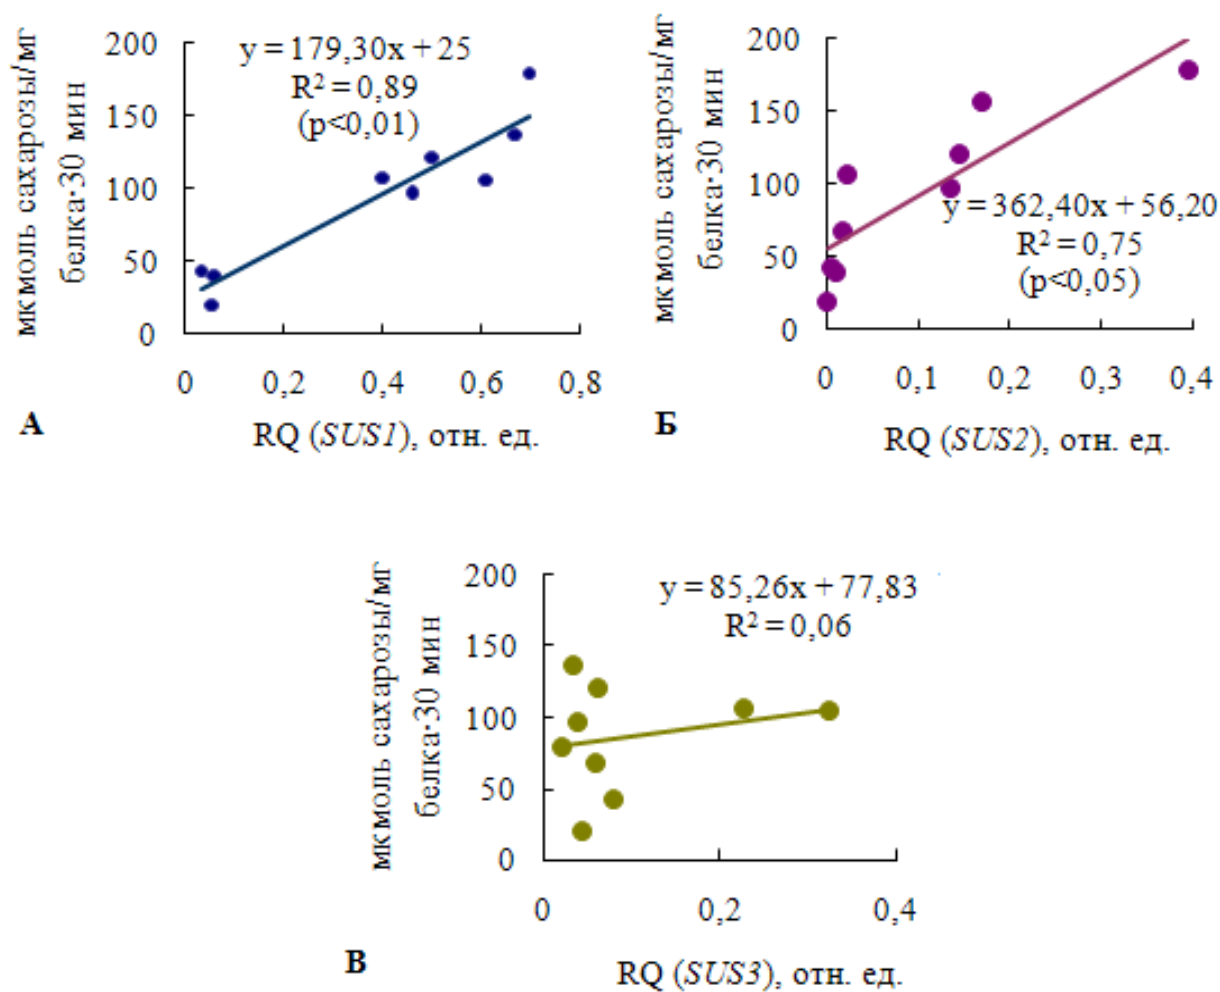 мкмоль сахарозы/мг
белка·30 мин
200
150
100
50
0
y = 179,30x + 25
R² = 0,89
(p<0,01)
0 0,2 0,4 0,6 0,8
А
RQ (SUS1), отн. ед.
мкмоль сахарозы/мг
белка·30 мин
200
150
100
50
0
y = 362,40x + 56,20
R² = 0,75
(p<0,05)
0 0,1 0,2 0,3 0,4
Б
RQ (SUS2), отн. ед.
мкмоль сахарозы/мг
белка·30 мин
200
150
100
50
0
y = 85,26x + 77,83
R² = 0,06
0 0,2 0,4
В
RQ (SUS3), отн. ед.